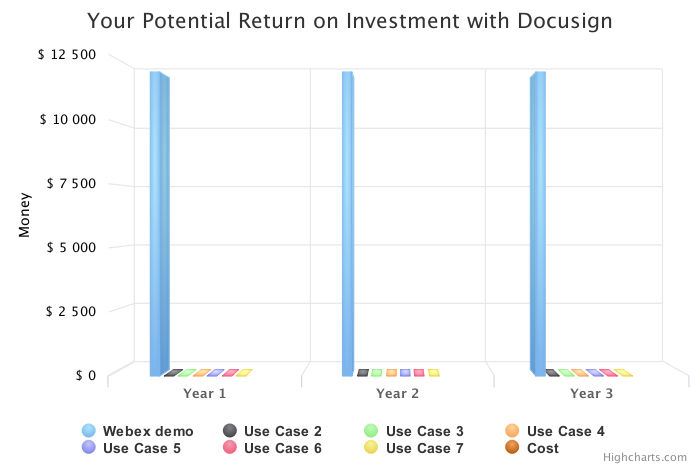 Your Potential Return on Investment with Docusign
$ 12 500
$ 10 000
$ 7 500
$ 5 000
$ 2 500
$ 0
Money
Year 1 Year 2 Year 3
Webex demo Use Case 2 Use Case 3 Use Case 4
Use Case 5 Use Case 6 Use Case 7 Cost
Highcharts.com